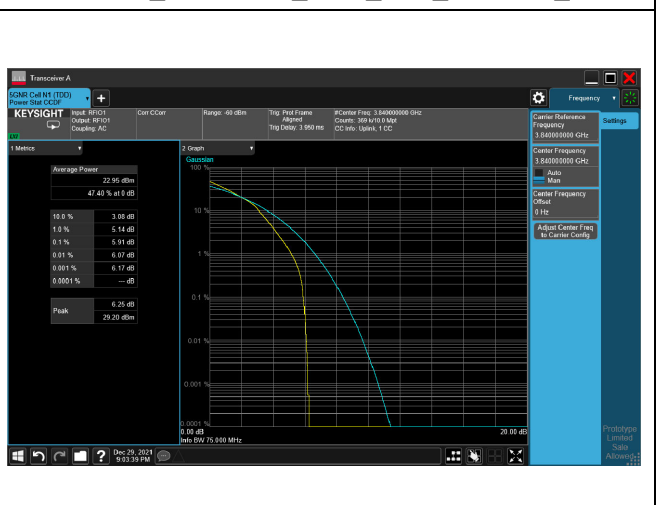 Transceiver A
5GNR Cell N1 (TDD)
Power Stat CCDF
Frequency
KEYSIGHT
Input: RFIO1
Output: RFIO1
Coupling: AC
Corr CCorr
Range: -60 dBm
Trig: Prot Frame
Aligned
Trig Delay: 3.950 ms
#Center Freq: 3.840000000 GHz
Counts: 369 k/10.0 Mpt
CC Info: Uplink, 1 CC
Carrier Reference
Frequency
3.840000000 GHz
Settings
1 Metrics
2 Graph
Gaussian
Center Frequency
3.840000000 GHz
Auto
Man
Center Frequency
Offset
0 Hz
Adjust Center Freq
to Carrier Config
Average Power
22.95 dBm
47.40 % at 0 dB
10.0 % 3.08 dB
1.0 % 5.14 dB
0.1 % 5.91 dB
0.01 % 6.07 dB
0.001 % 6.17 dB
0.0001 % --- dB
Peak
6.25 dB
29.20 dBm
100 %
10 %
1 %
0.1 %
0.01 %
0.001 %
0.0001 %
0.00 dB
20.00 dB
Info BW 75.000 MHz
Prototype
Limited
Sale
Allowed
?
Dec 29, 2021
9:03:39 PM